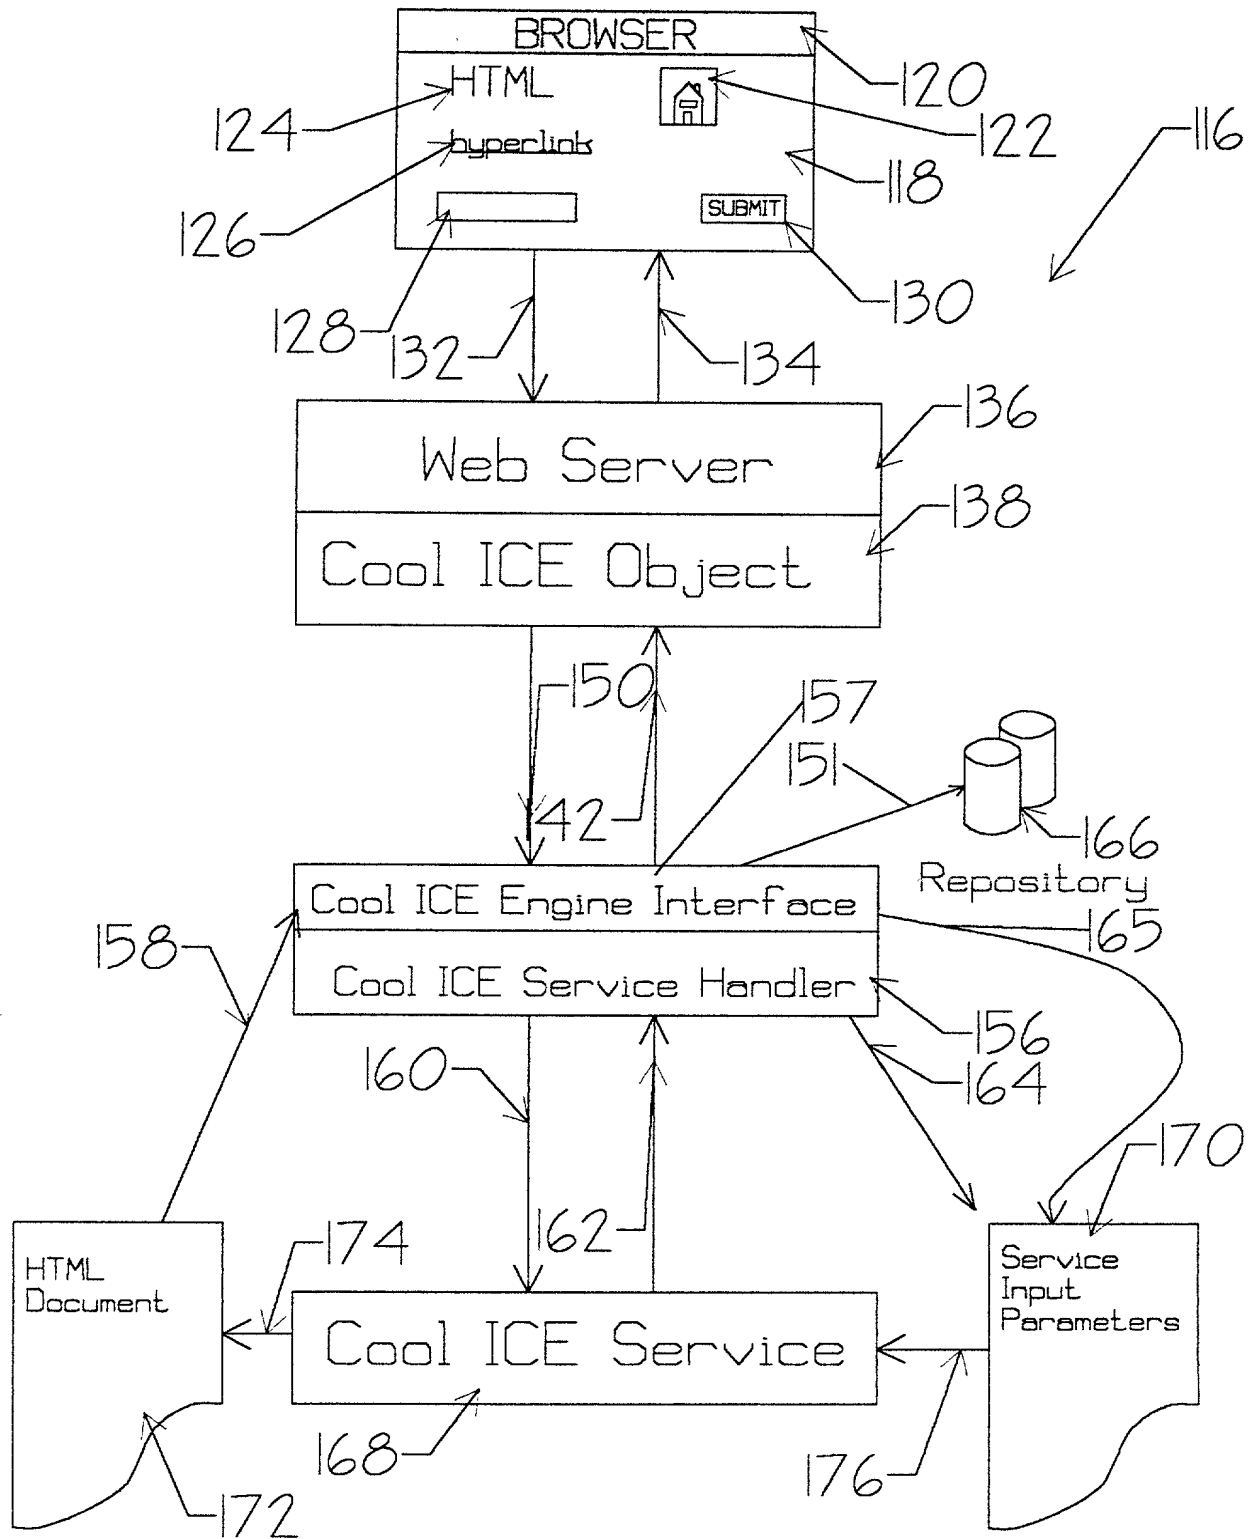 BROWSER
HTML
120
124
122
116
hyperlink
118
126
SUBMIT
128
130
132
134
136
Web Server
138
Cool ICE Object
150
157
151
142
166
Repository
Cool ICE Engine Interface
165
158
Cool ICE Service Handler
156
160
164
170
174
162
HTML
Document
Service
Input
Parameters
Cool ICE Service
168
176
172